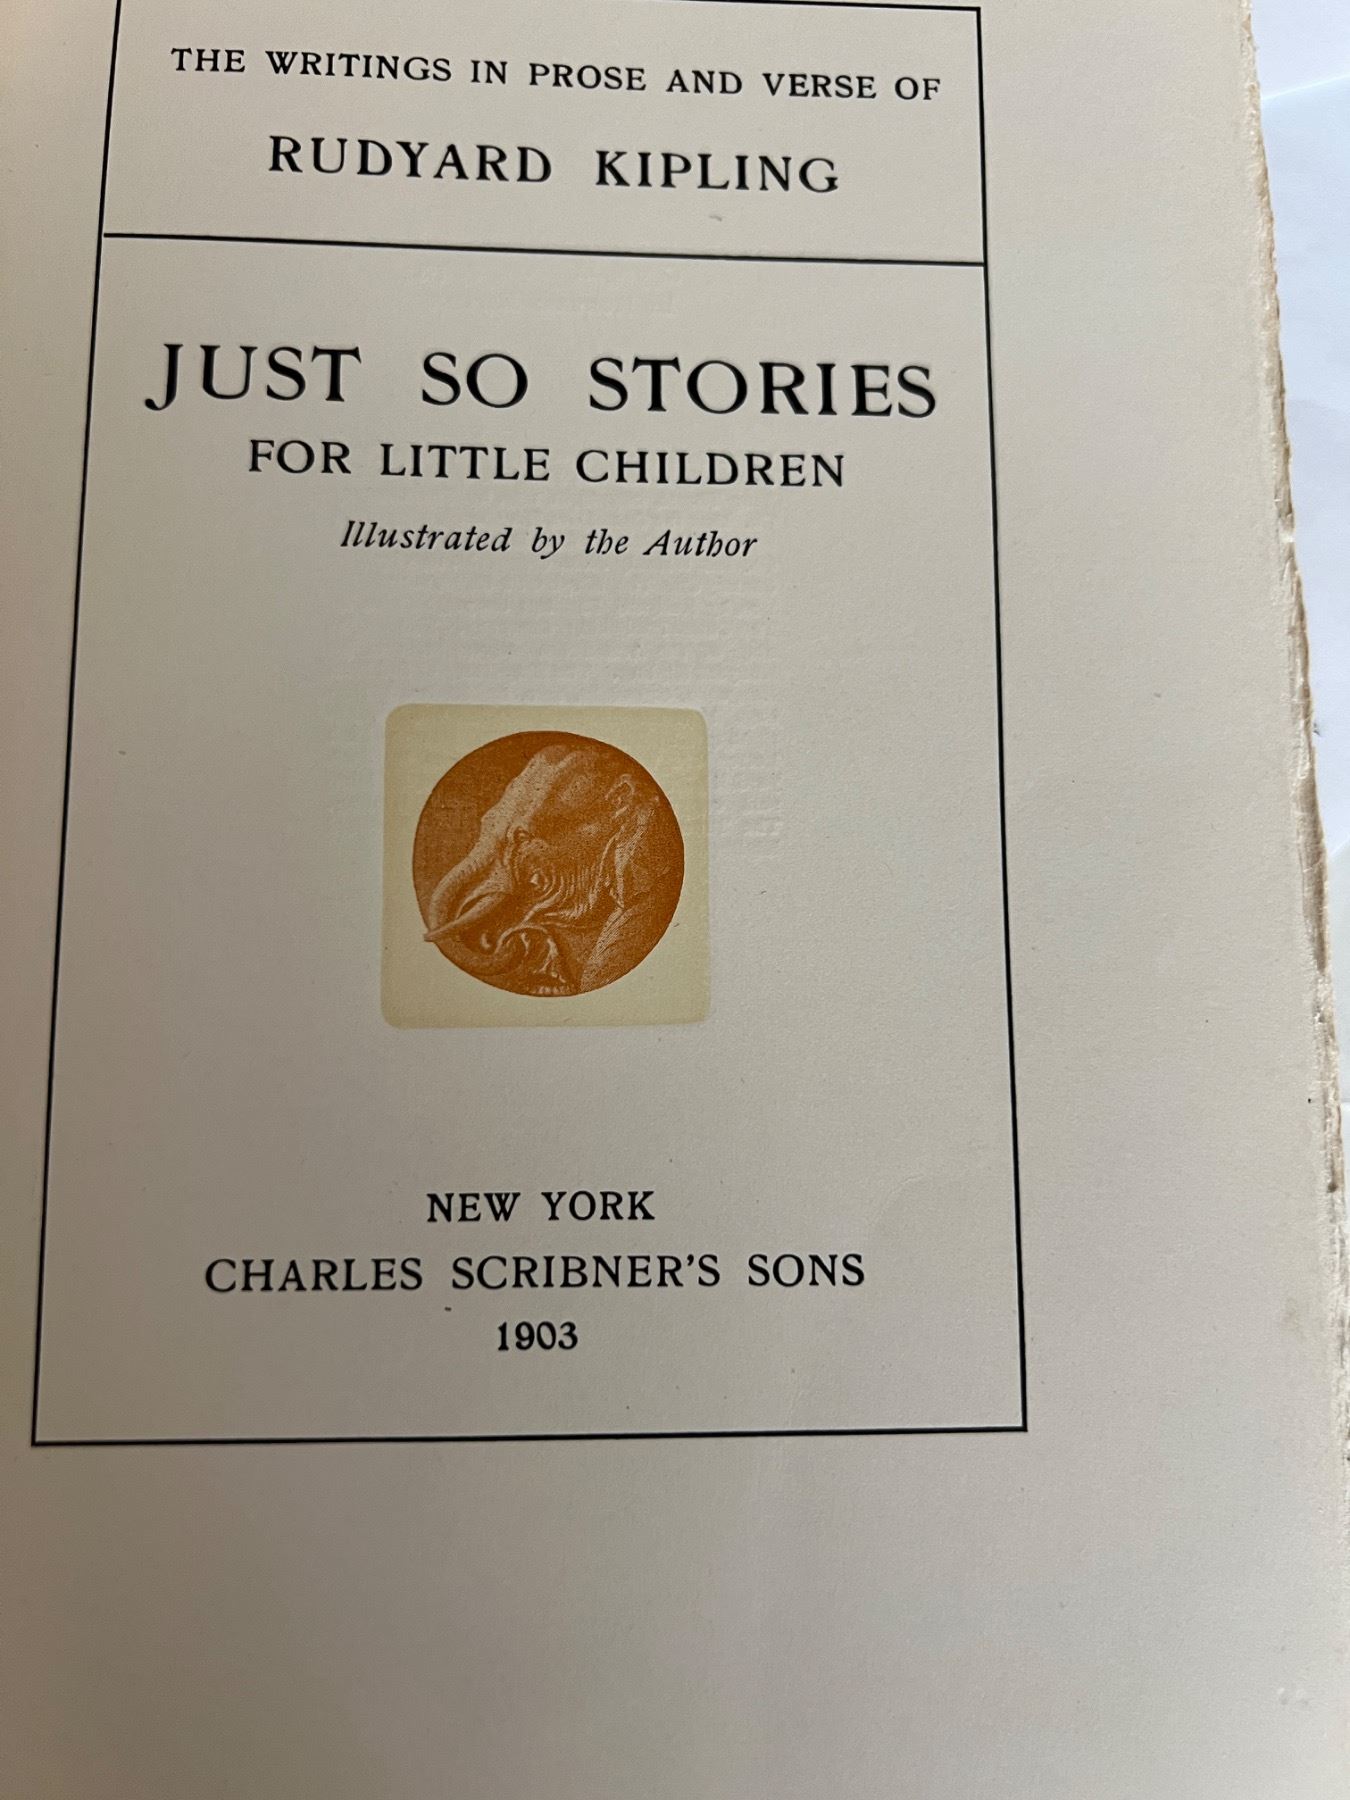 THE WRITINGS IN PROSE AND VERSE OF
RUDYARD KIPLING
JUST SO STORIES
FOR LITTLE CHILDREN
Illustrated by the Author
NEW YORK
CHARLES SCRIBNER'S SONS
1903